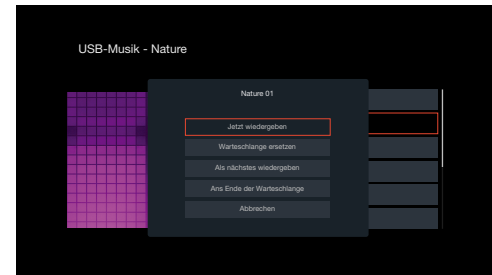 USB-Musik - Nature
Nature 01
Jetzt wiedergeben
Warteschlange ersetzen
Als nächstes wiedergeben
Ans Ende der Warteschlange
Abbrechen